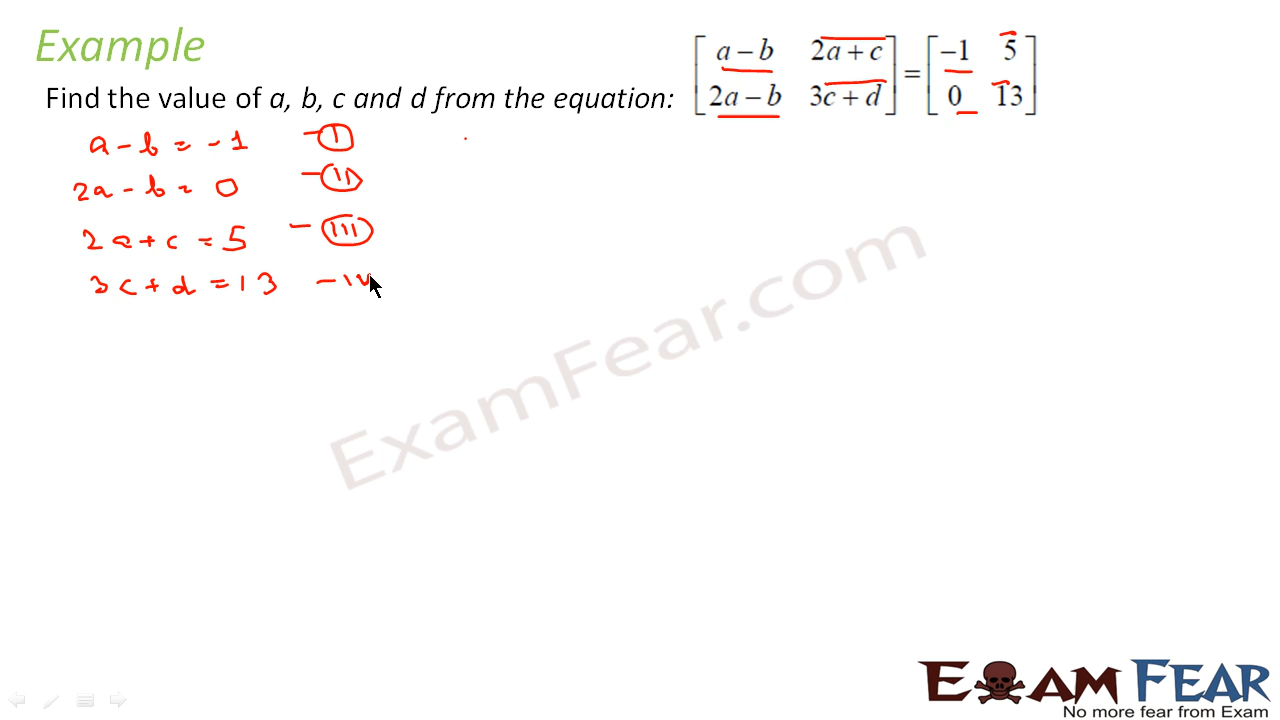 Example
Find the value of a, b, c and d from the equation:
[ a − b 2a + c ] = [ −1 5 ]
[ 2a − b 3c + d ] [ 0 13 ]
a - b = - 1 - I
2a - b = 0 - II
2a + c = 5 - III
3c + d = 13 - IV
ExamFear.com
EXAM FEAR
No more fear from Exam